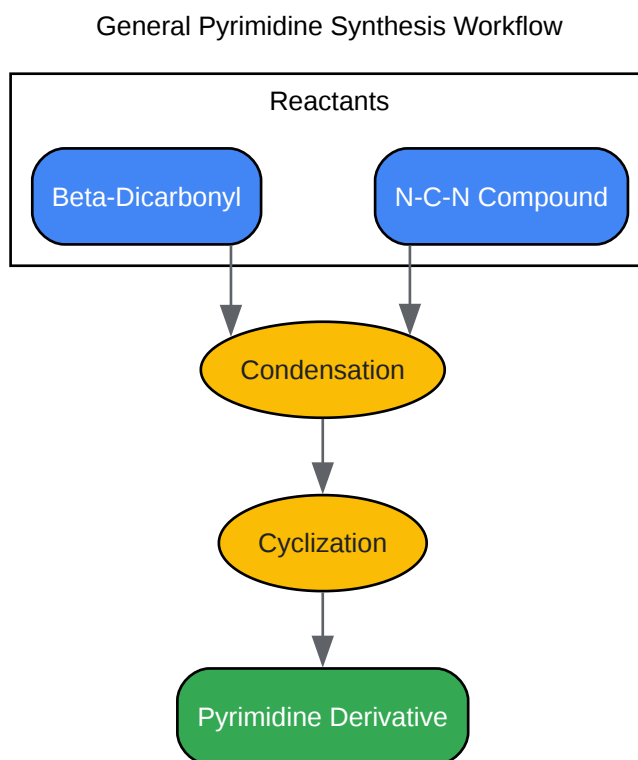 General Pyrimidine Synthesis Workflow
Reactants
Beta-Dicarbonyl
N-C-N Compound
Condensation
Cyclization
Pyrimidine Derivative